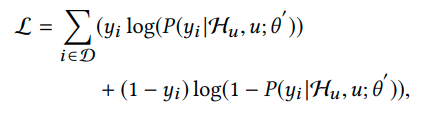 ℒ = ∑_{i∈𝒟} (y_i log(P(y_i|ℋ_u, u; θ′))
+ (1 − y_i) log(1 − P(y_i|ℋ_u, u; θ′)),